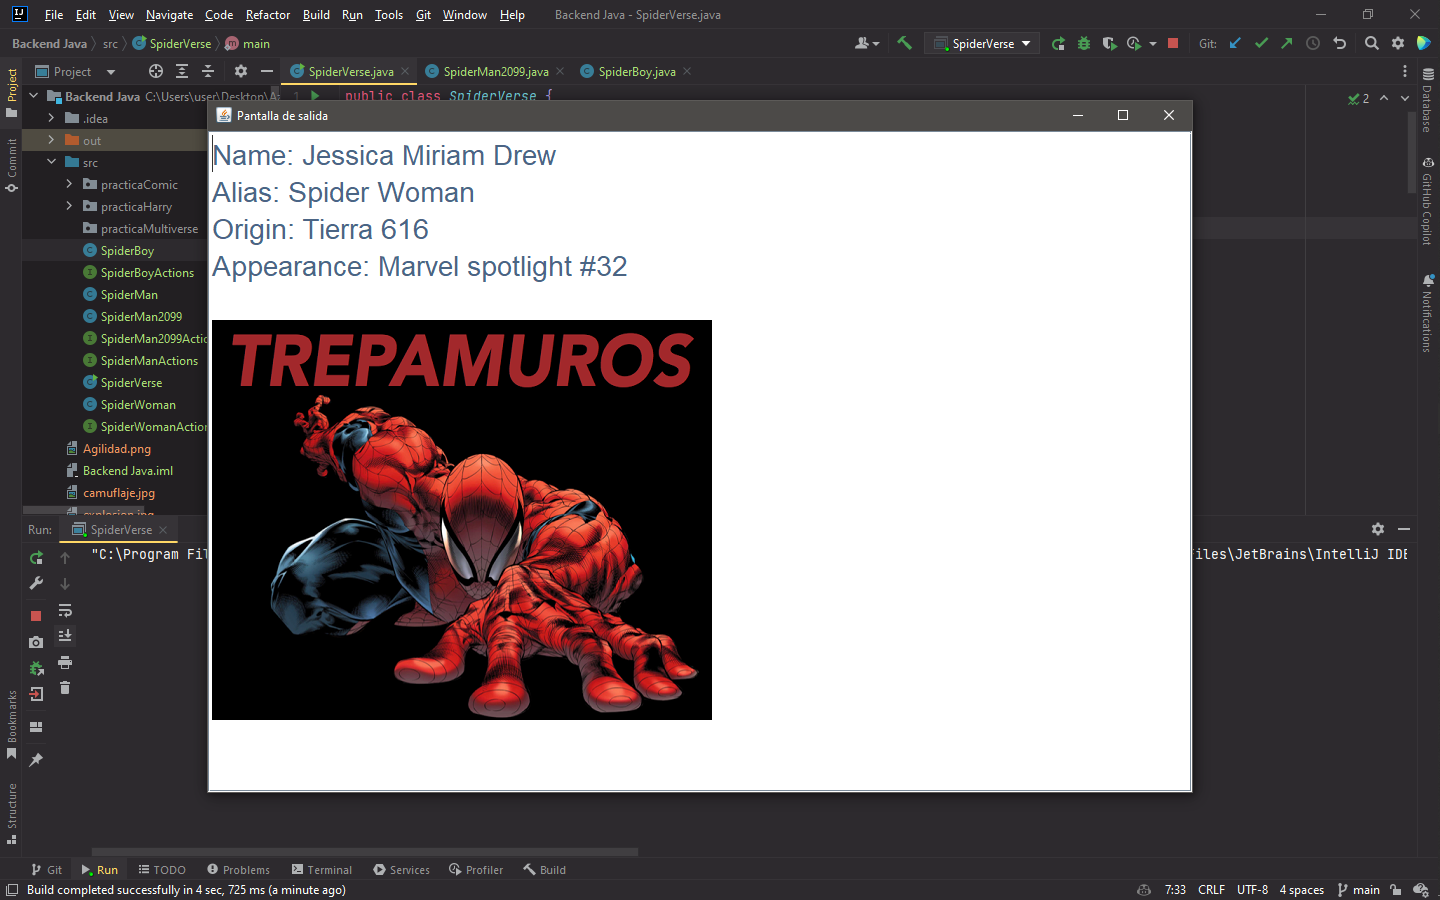 File Edit View Navigate Code Refactor Build Run Tools Git Window Help Backend Java - SpiderVerse.java
Backend Java src SpiderVerse main SpiderVerse Git:
Project SpiderVerse.java SpiderMan2099.java SpiderBoy.java
Backend Java C:\Users\user\Desktop\A 1 public class SpiderVerse { 2
Pantalla de salida
.idea
out
src
practicaComic
practicaHarry
practicaMultiverse
SpiderBoy
SpiderBoyActions
SpiderMan
SpiderMan2099
SpiderMan2099Actio
SpiderManActions
SpiderVerse
SpiderWoman
SpiderWomanAction
Agilidad.png
Backend Java.iml
camuflaje.jpg
explosion.jpg
Name: Jessica Miriam Drew
Alias: Spider Woman
Origin: Tierra 616
Appearance: Marvel spotlight #32
TREPAMUROS
Run: SpiderVerse
"C:\Program Fil
iles\JetBrains\IntelliJ IDE
Project
Commit
Bookmarks
Structure
Database
GitHub Copilot
Notifications
Git Run TODO Problems Terminal Services Profiler Build
Build completed successfully in 4 sec, 725 ms (a minute ago) 7:33 CRLF UTF-8 4 spaces main